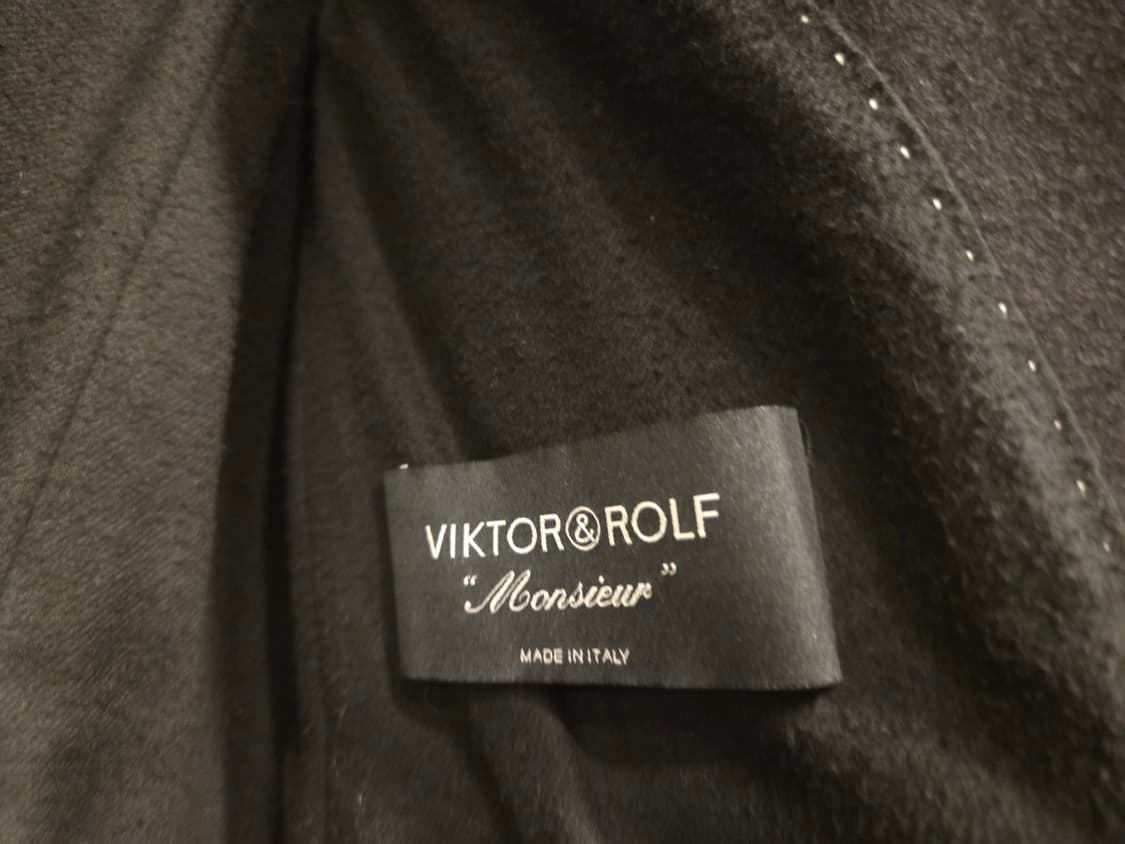 VIKTOR&ROLF
“Monsieur”
MADE IN ITALY